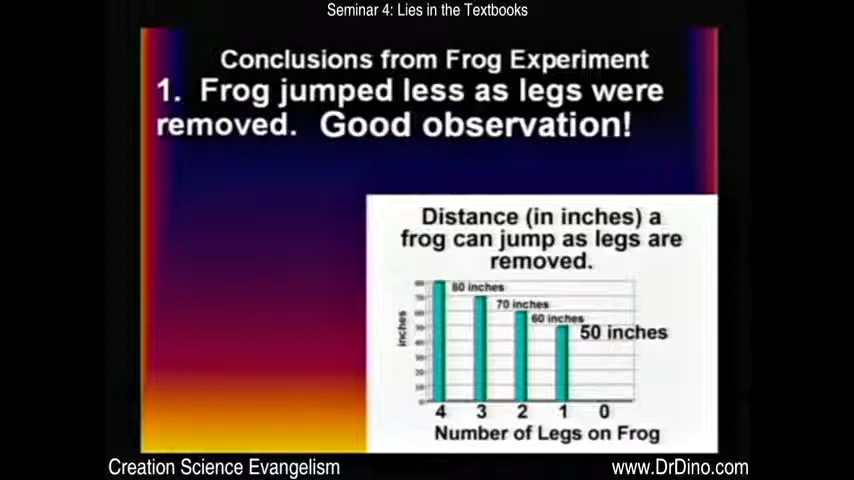 Seminar 4: Lies in the Textbooks
Conclusions from Frog Experiment
1. Frog jumped less as legs were
removed. Good observation!
Distance (in inches) a
frog can jump as legs are
removed.
80 inches
70 inches
60 inches
50 inches
inches
4 3 2 1 0
Number of Legs on Frog
Creation Science Evangelism
www.DrDino.com